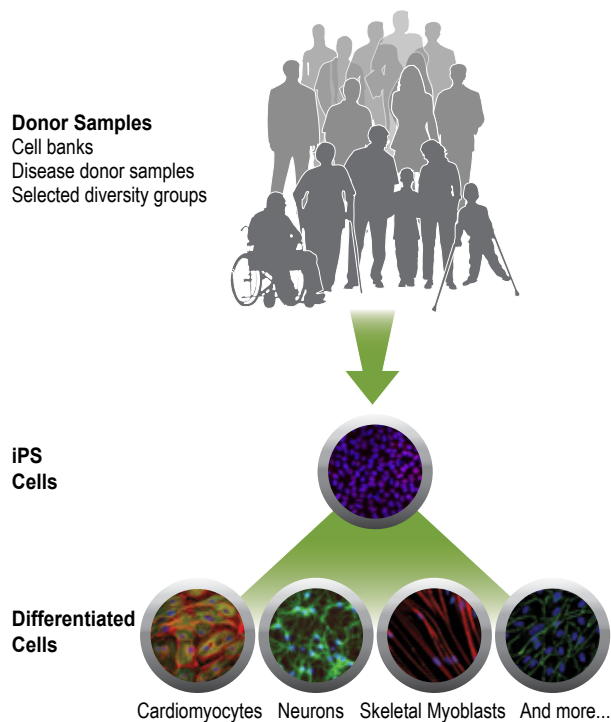 Donor Samples
Cell banks
Disease donor samples
Selected diversity groups
iPS
Cells
Differentiated
Cells
Cardiomyocytes Neurons Skeletal Myoblasts And more...